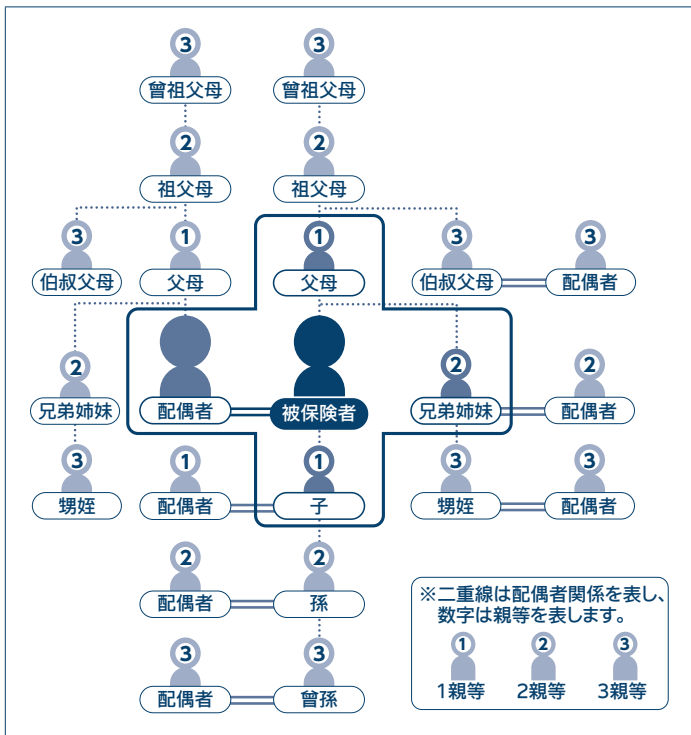 3 3
曾祖父母 曾祖父母
2 2
祖父母 祖父母
3 1 1 3 3
伯叔父母 父母 父母 伯叔父母 配偶者
2 2 2
兄弟姉妹 配偶者 被保険者 兄弟姉妹 配偶者
3 1 1 3 3
甥姪 配偶者 子 甥姪 配偶者
2 2
配偶者 孫
3 3
配偶者 曾孫
※二重線は配偶者関係を表し、
数字は親等を表します。
1 2 3
1親等 2親等 3親等